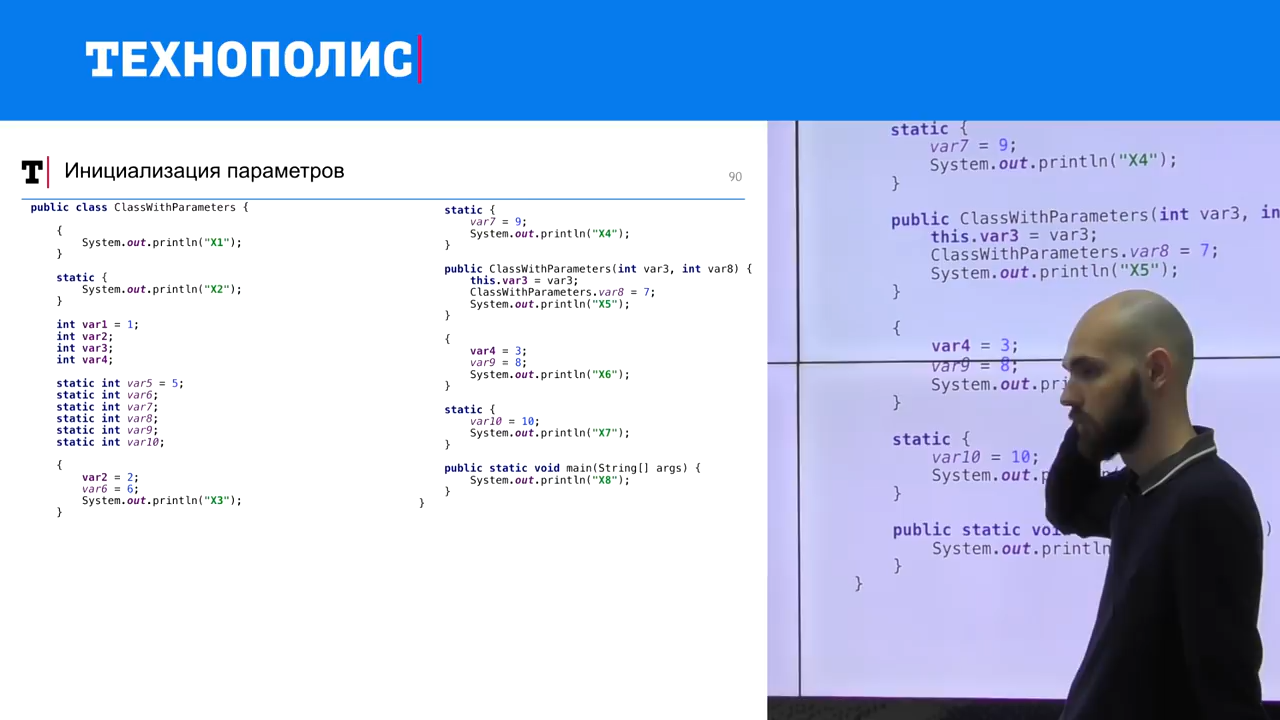 ТЕХНОПОЛИС
T Инициализация параметров
90
public class ClassWithParameters {
{
System.out.println("X1");
}
static {
System.out.println("X2");
}
int var1 = 1;
int var2;
int var3;
int var4;
static int var5 = 5;
static int var6;
static int var7;
static int var8;
static int var9;
static int var10;
{
var2 = 2;
var6 = 6;
System.out.println("X3");
}
static {
var7 = 9;
System.out.println("X4");
}
public ClassWithParameters(int var3, int var8) {
this.var3 = var3;
ClassWithParameters.var8 = 7;
System.out.println("X5");
}
{
var4 = 3;
var9 = 8;
System.out.println("X6");
}
static {
var10 = 10;
System.out.println("X7");
}
public static void main(String[] args) {
System.out.println("X8");
}
}
static {
var7 = 9;
System.out.println("X4");
}
public ClassWithParameters(int var3, in
this.var3 = var3;
ClassWithParameters.var8 = 7;
System.out.println("X5");
}
{
var4 = 3;
var9 = 8;
System.out.pri
}
static {
var10 = 10;
System.out.p
}
public static voi )
System.out.println
}
}